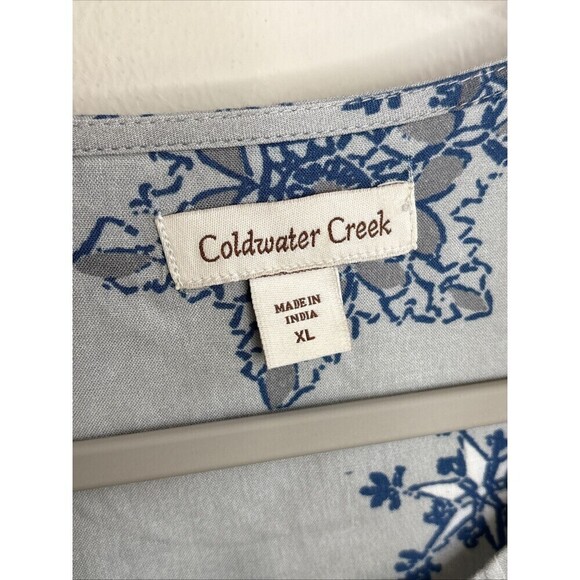 Coldwater Creek
MADE IN
INDIA
XL